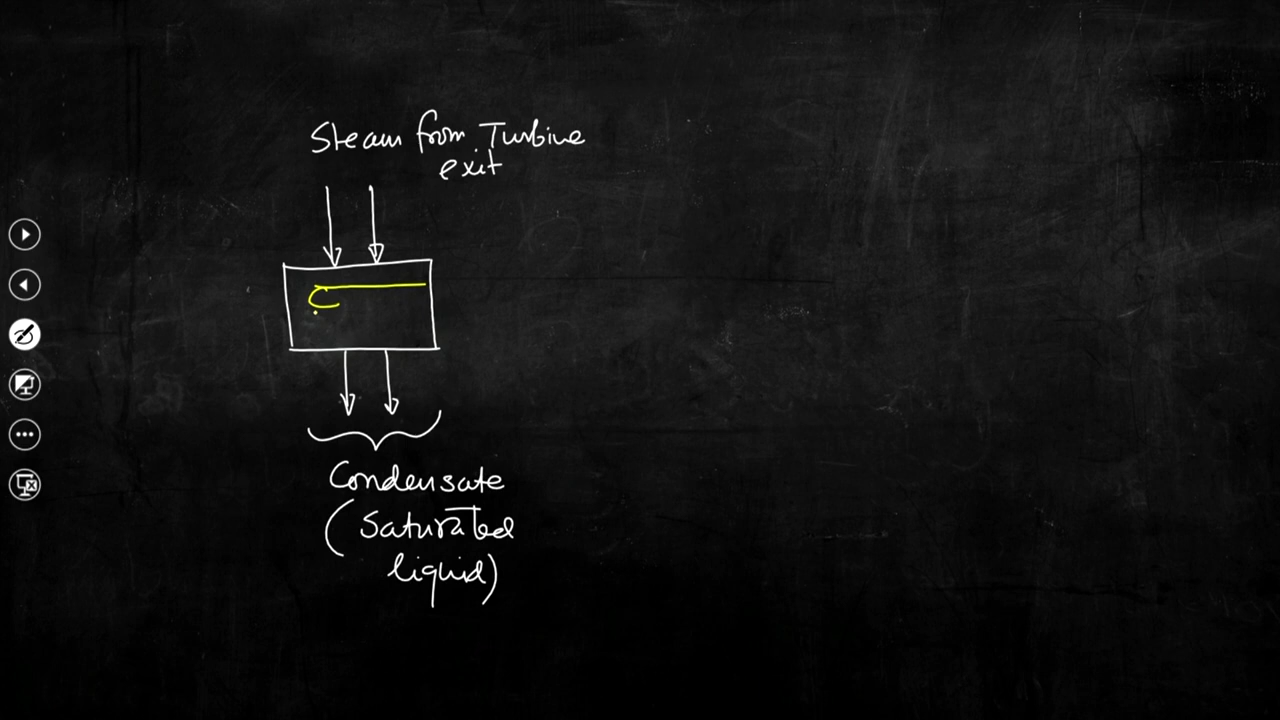 Steam from Turbine
exit
Condensate
(Saturated
liquid)